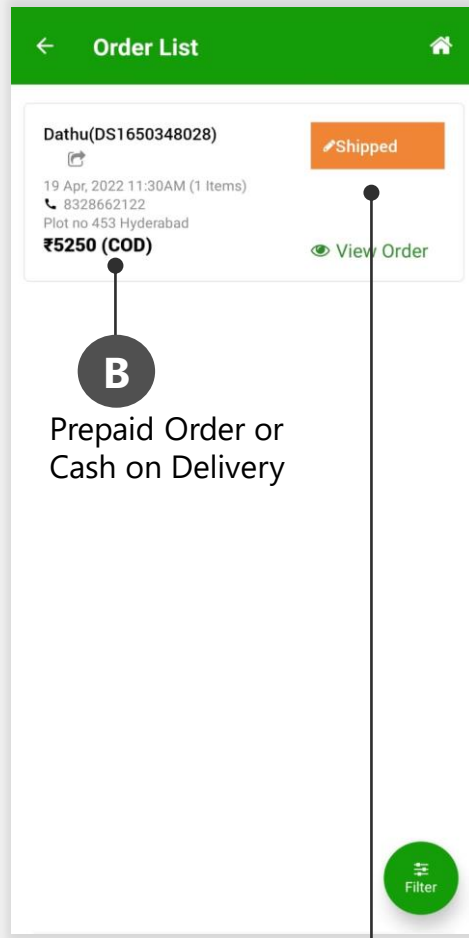 Order List
Dathu(DS1650348028)
Shipped
19 Apr, 2022 11:30AM (1 Items)
8328662122
Plot no 453 Hyderabad
₹5250 (COD)
View Order
B
Prepaid Order or
Cash on Delivery
Filter